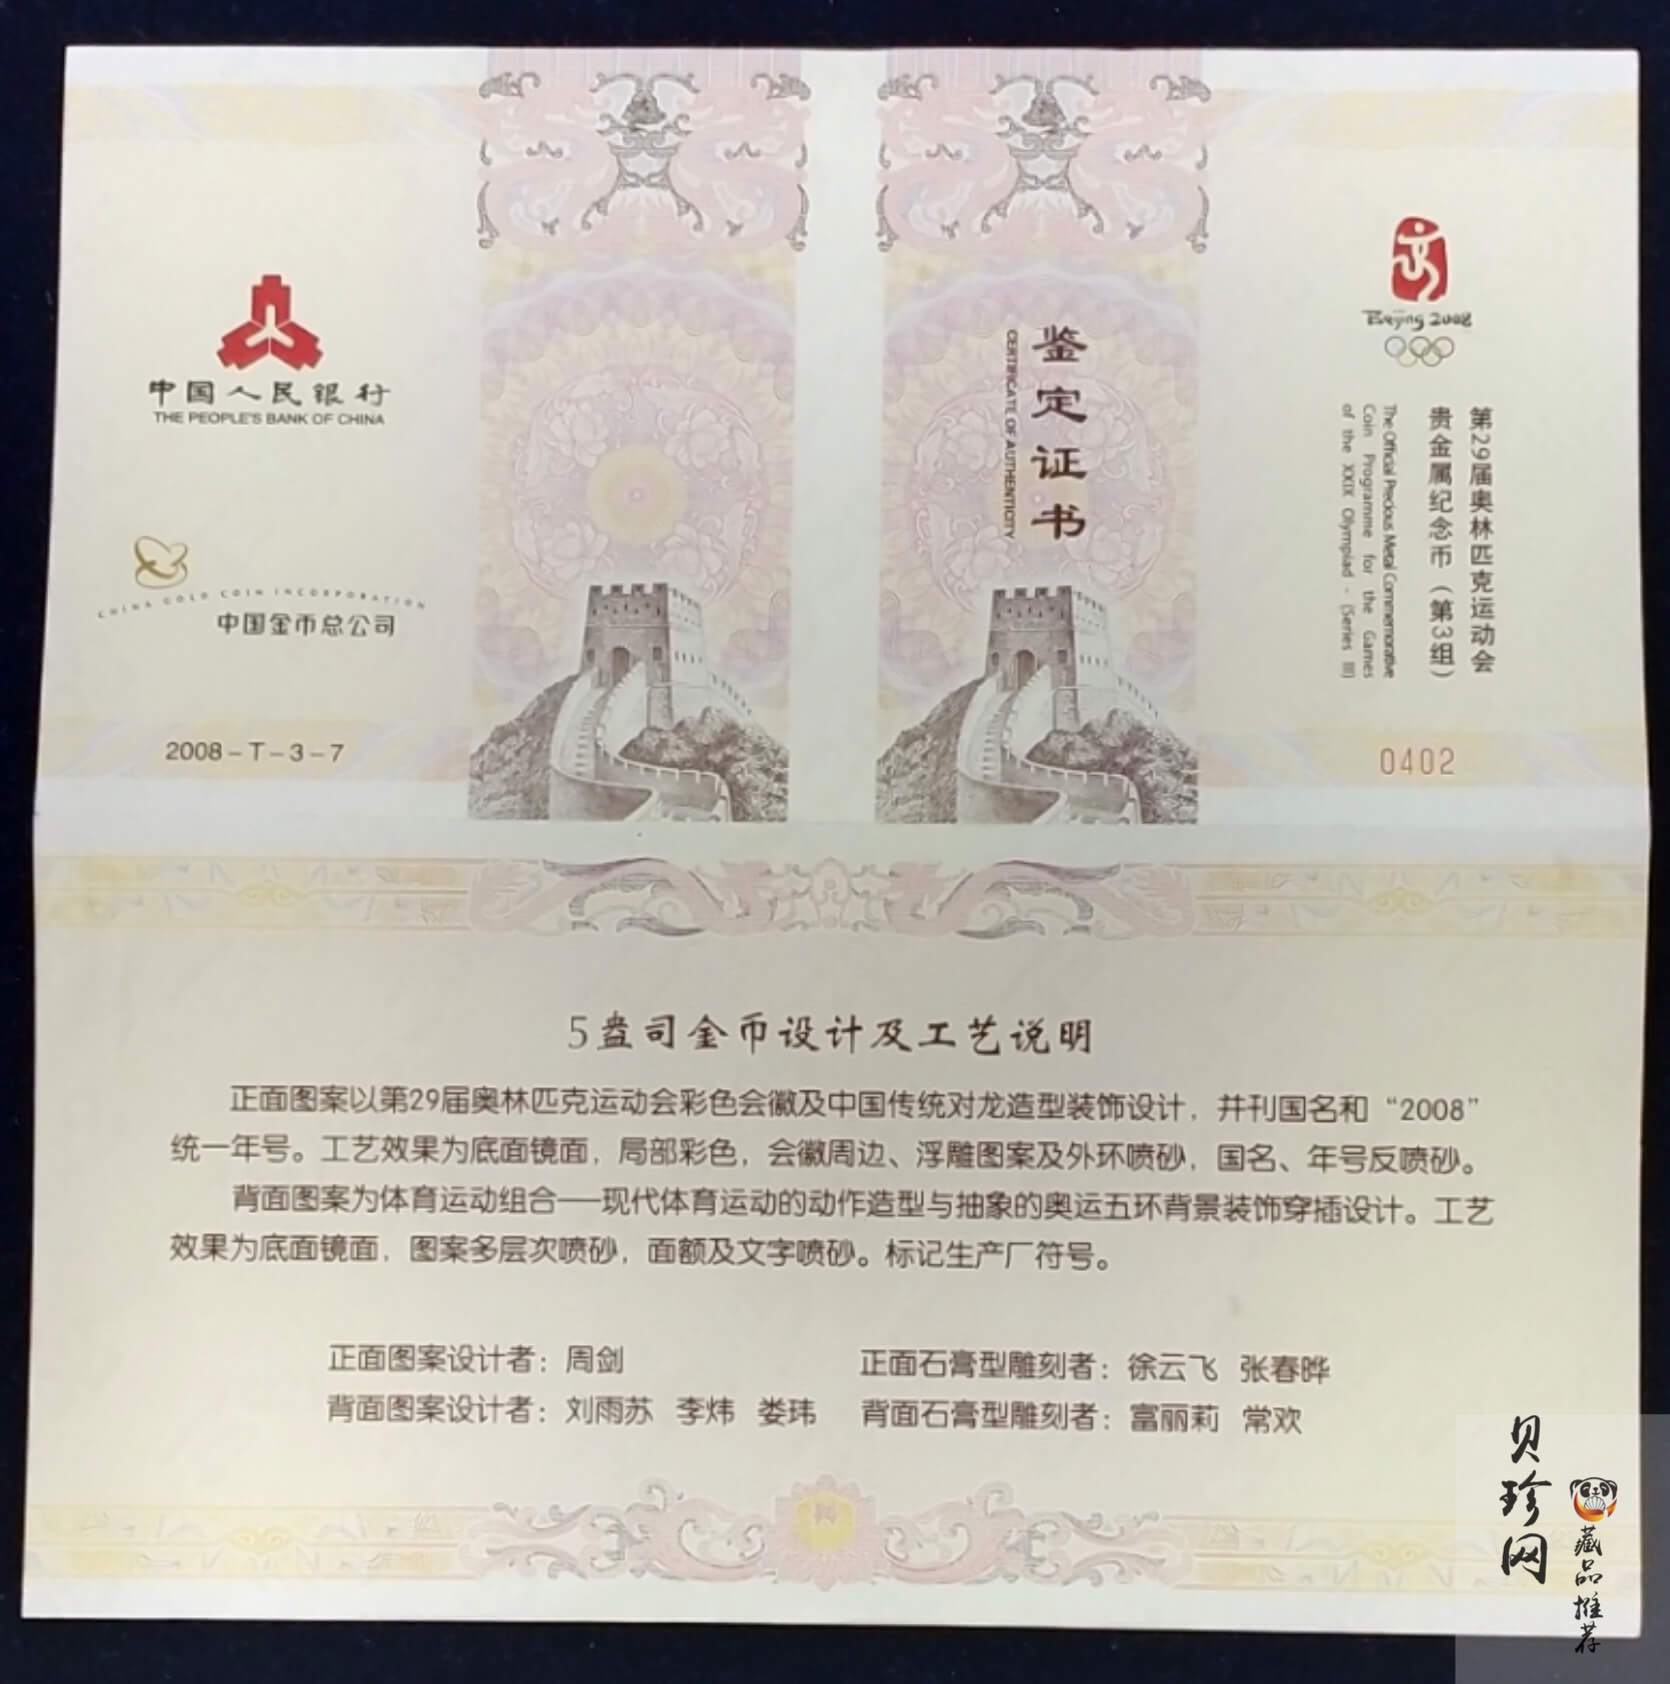 中国人民银行
THE PEOPLE'S BANK OF CHINA
CHINA GOLD COIN INCORPORATION
中国金币总公司
2008-T-3-7
鉴定证书
CERTIFICATE OF AUTHENTICITY
Beijing 2008
第29届奥林匹克运动会
贵金属纪念币（第3组）
The Official Precious Metal Commemorative
Coin Programme for the Games
of the XXIX Olympiad - (Series III)
0402
5盎司金币设计及工艺说明
正面图案以第29届奥林匹克运动会彩色会徽及中国传统对龙造型装饰设计，并刊国名和“2008”
统一年号。工艺效果为底面镜面，局部彩色，会徽周边、浮雕图案及外环喷砂，国名、年号反喷砂。
背面图案为体育运动组合——现代体育运动的动作造型与抽象的奥运五环背景装饰穿插设计。工艺
效果为底面镜面，图案多层次喷砂，面额及文字喷砂。标记生产厂符号。
正面图案设计者：周剑
正面石膏型雕刻者：徐云飞 张春晔
背面图案设计者：刘雨苏 李炜 娄玮
背面石膏型雕刻者：富丽莉 常欢
贝珍网
藏品推荐